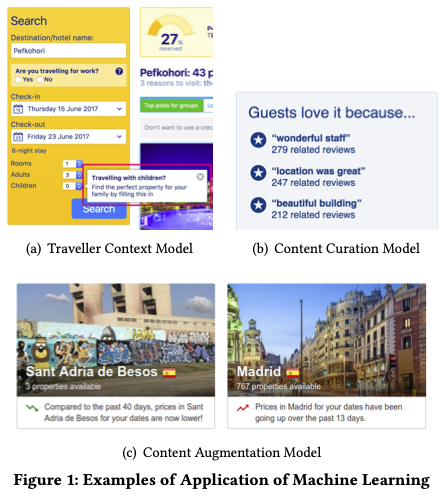 Search
Destination/hotel name:
Pefkohori
Are you travelling for work?
Yes No
Check-in
Thursday 15 June 2017
Check-out
Friday 23 June 2017
8-night stay
Rooms 1
Adults 3
Children 0
Search
27%
reserved
Pefkohori: 43 p
3 reasons to visit: the
Top picks for groups
Don't want to use a cred
Travelling with children?
Find the perfect property for your
family by filling this in
(a) Traveller Context Model
Guests love it because...
"wonderful staff"
279 related reviews
"location was great"
247 related reviews
"beautiful building"
212 related reviews
(b) Content Curation Model
Sant Adria de Besos
3 properties available
Compared to the past 40 days, prices in Sant
Adria de Besos for your dates are now lower!
Madrid
767 properties available
Prices in Madrid for your dates have been
going up over the past 13 days.
(c) Content Augmentation Model
Figure 1: Examples of Application of Machine Learning